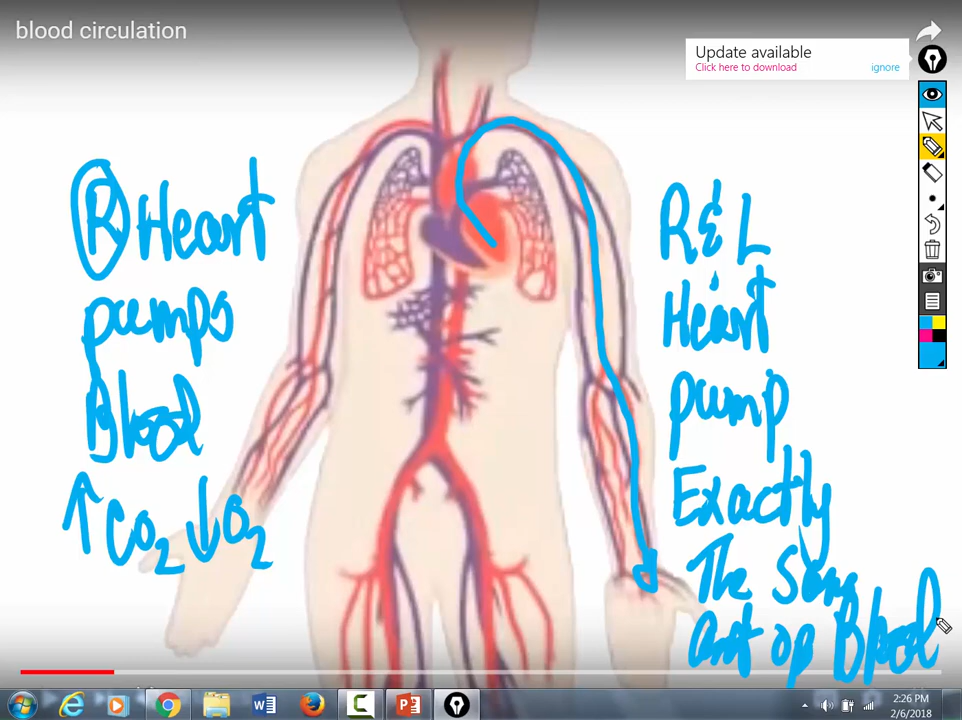 blood circulation
Update available
Click here to download
ignore
R Heart
pumps
Blood
↑ CO2 ↓ O2
R & L
Heart
pump
Exactly
The Same
amt of Blood
2:26 PM
2/6/2018